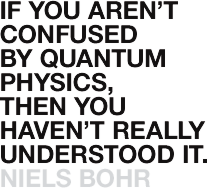 IF YOU AREN’T
CONFUSED
BY QUANTUM
PHYSICS,
THEN YOU
HAVEN’T REALLY
UNDERSTOOD IT.
NIELS BOHR